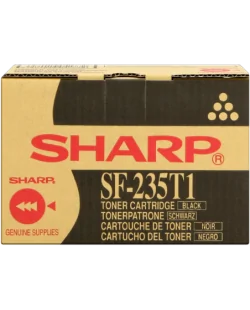 SHARP®
SF-235T1
SHARP
GENUINE SUPPLIES
TONER CARTRIDGE BLACK
TONERPATRONE SCHWARZ
CARTOUCHE DE TONER NOIR
CARTUCHO DEL TONER NEGRO